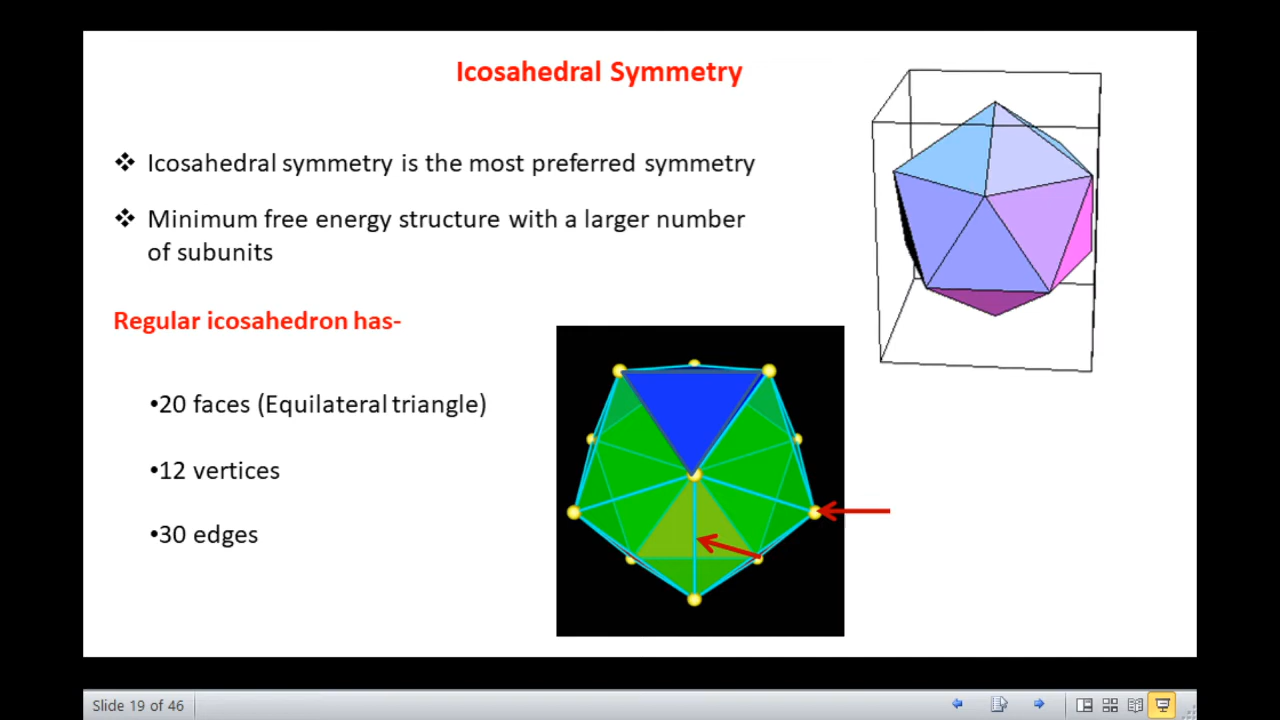 Icosahedral Symmetry
❖ Icosahedral symmetry is the most preferred symmetry
❖ Minimum free energy structure with a larger number
of subunits
Regular icosahedron has-
•20 faces (Equilateral triangle)
•12 vertices
•30 edges
Slide 19 of 46